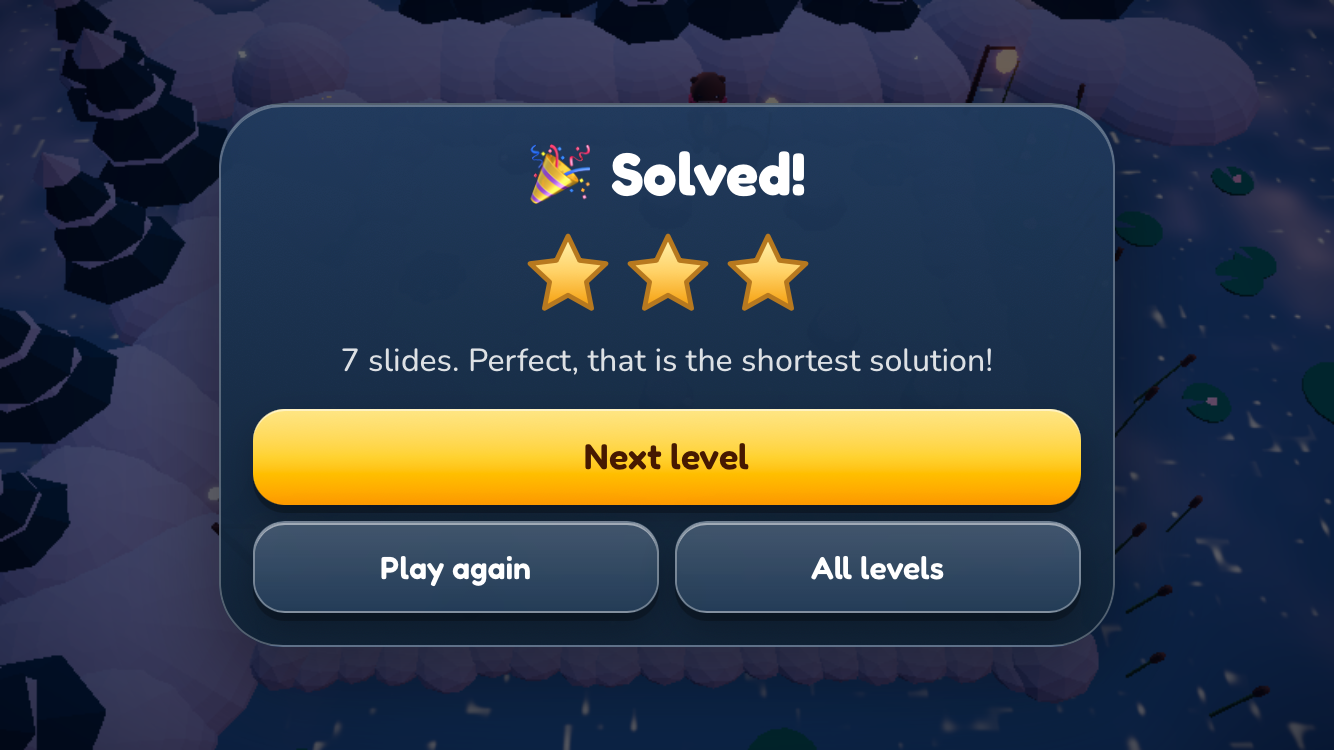 🎉 Solved!
7 slides. Perfect, that is the shortest solution!
Next level
Play again
All levels